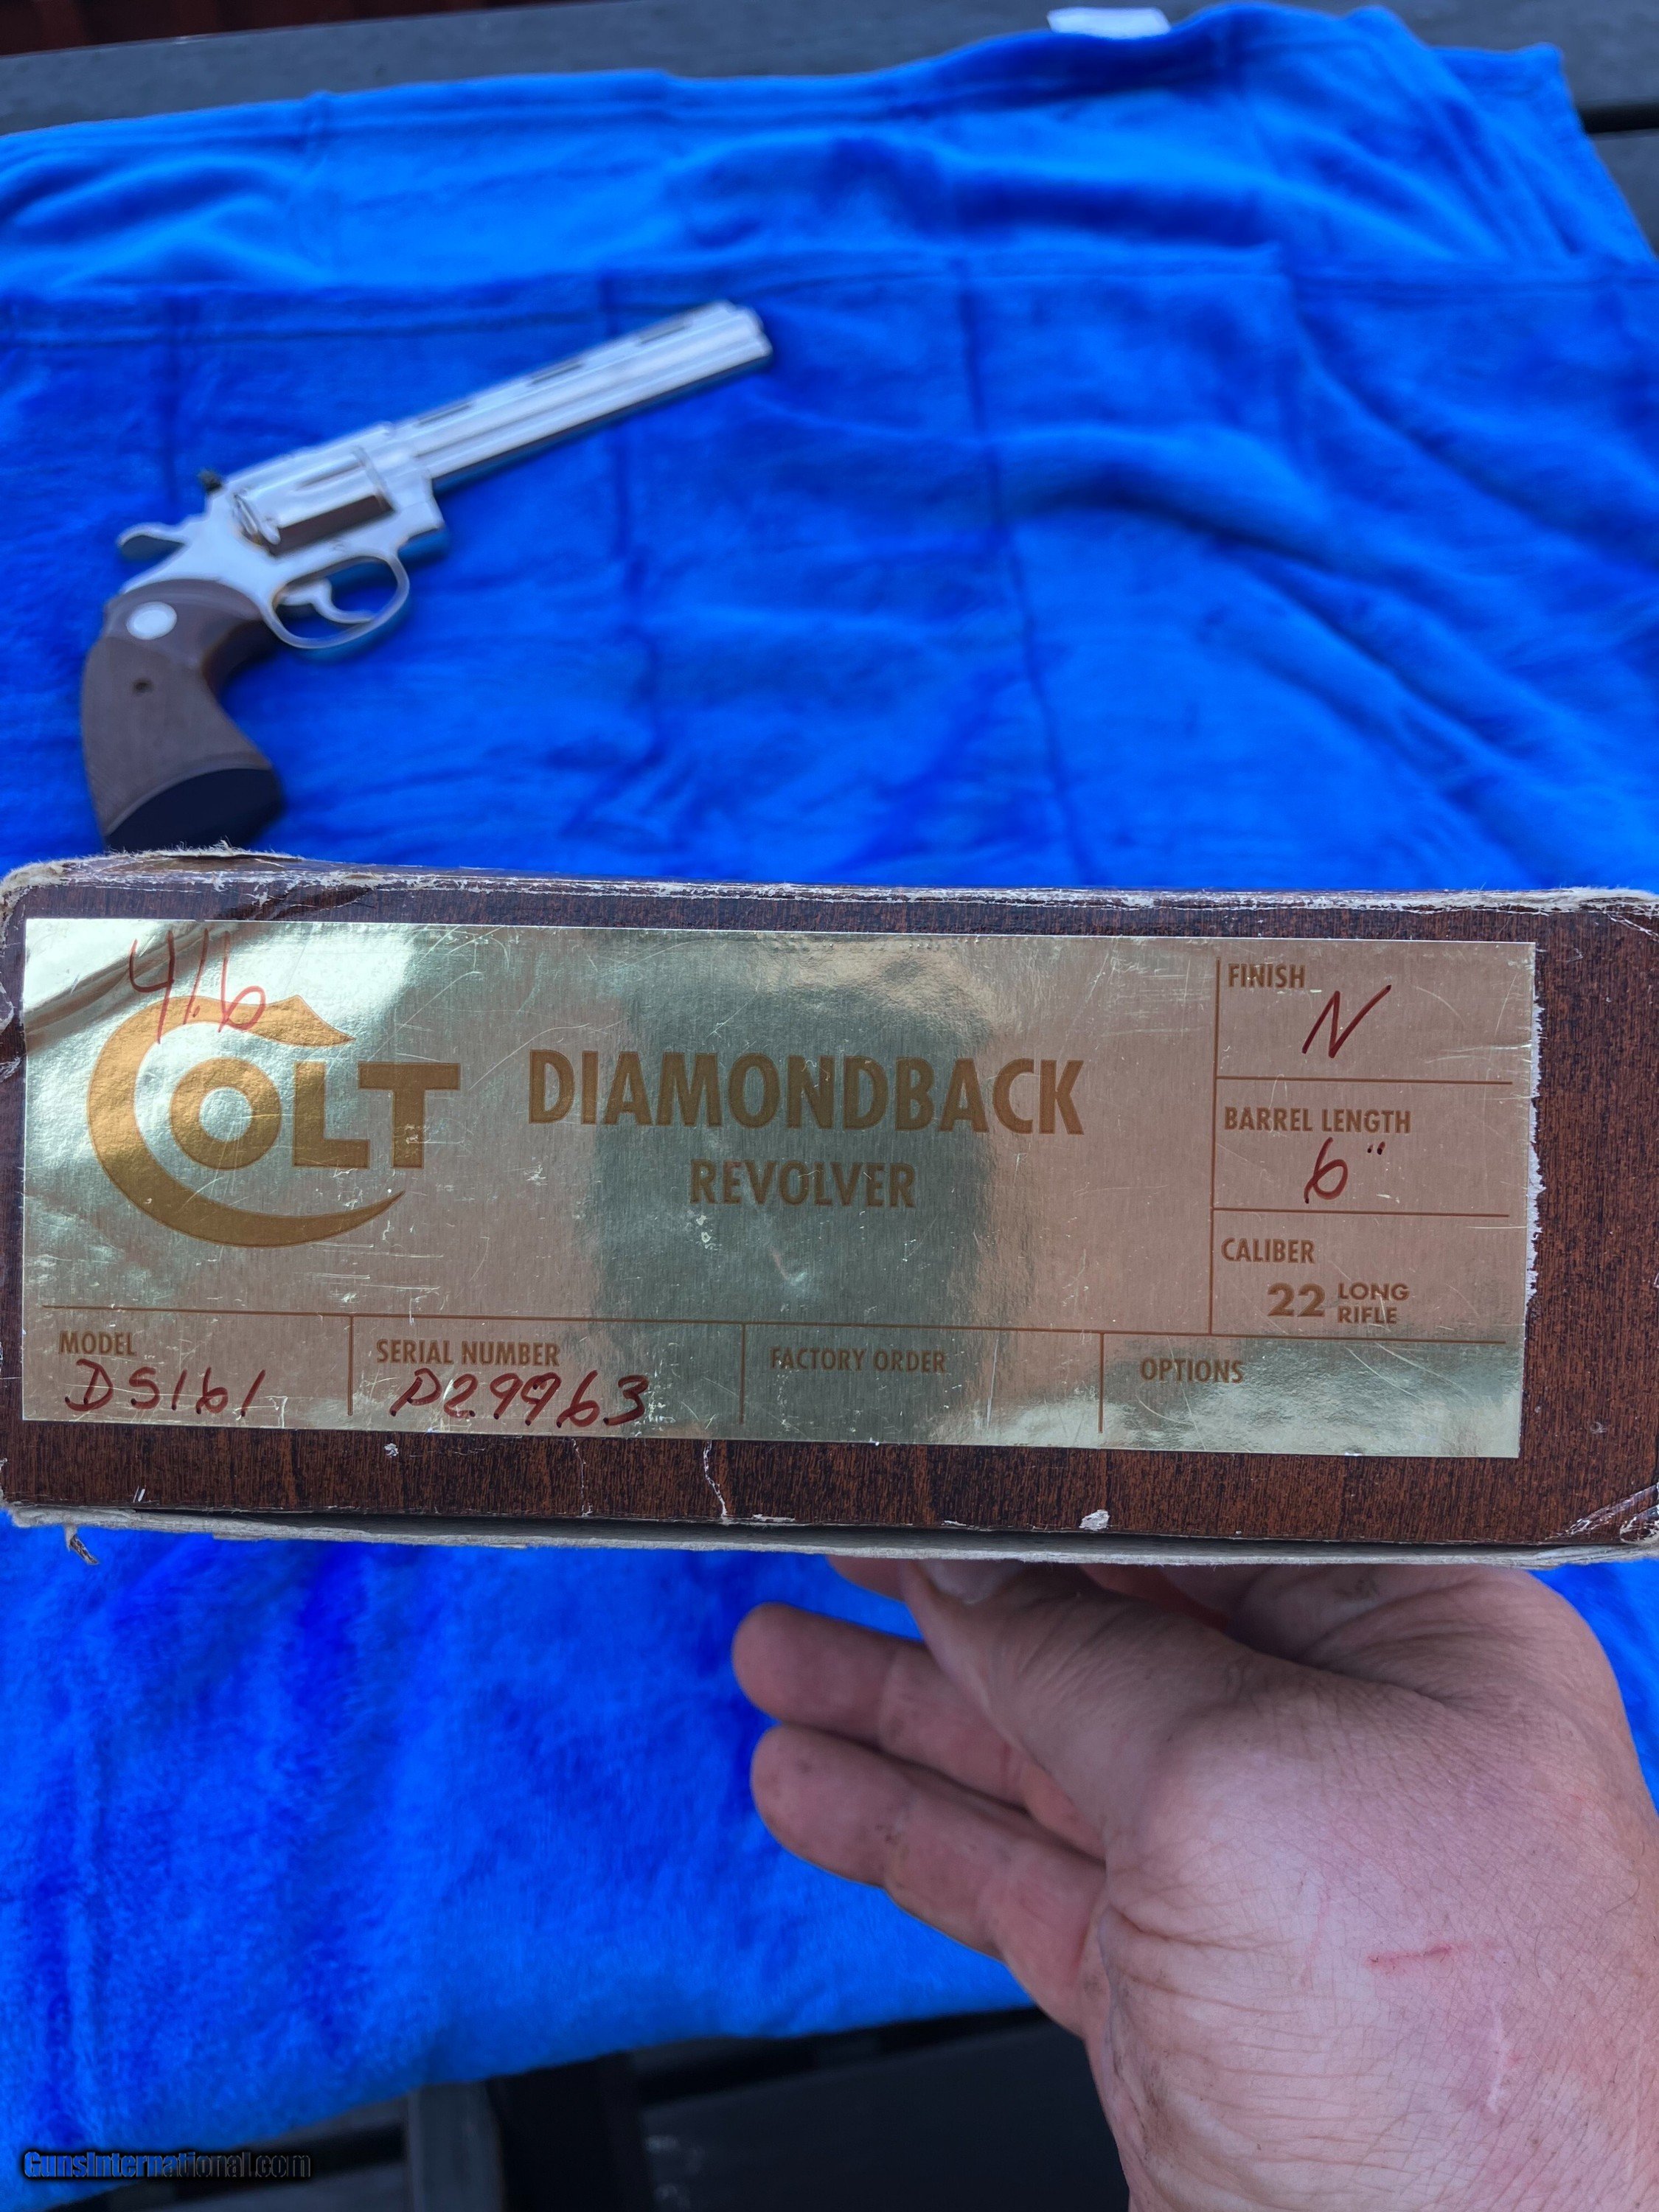 41.6
COLT
DIAMONDBACK
REVOLVER
FINISH
N
BARREL LENGTH
6"
CALIBER
22 LONG RIFLE
MODEL
DS161
SERIAL NUMBER
P29963
FACTORY ORDER
OPTIONS
GunsInternational.com